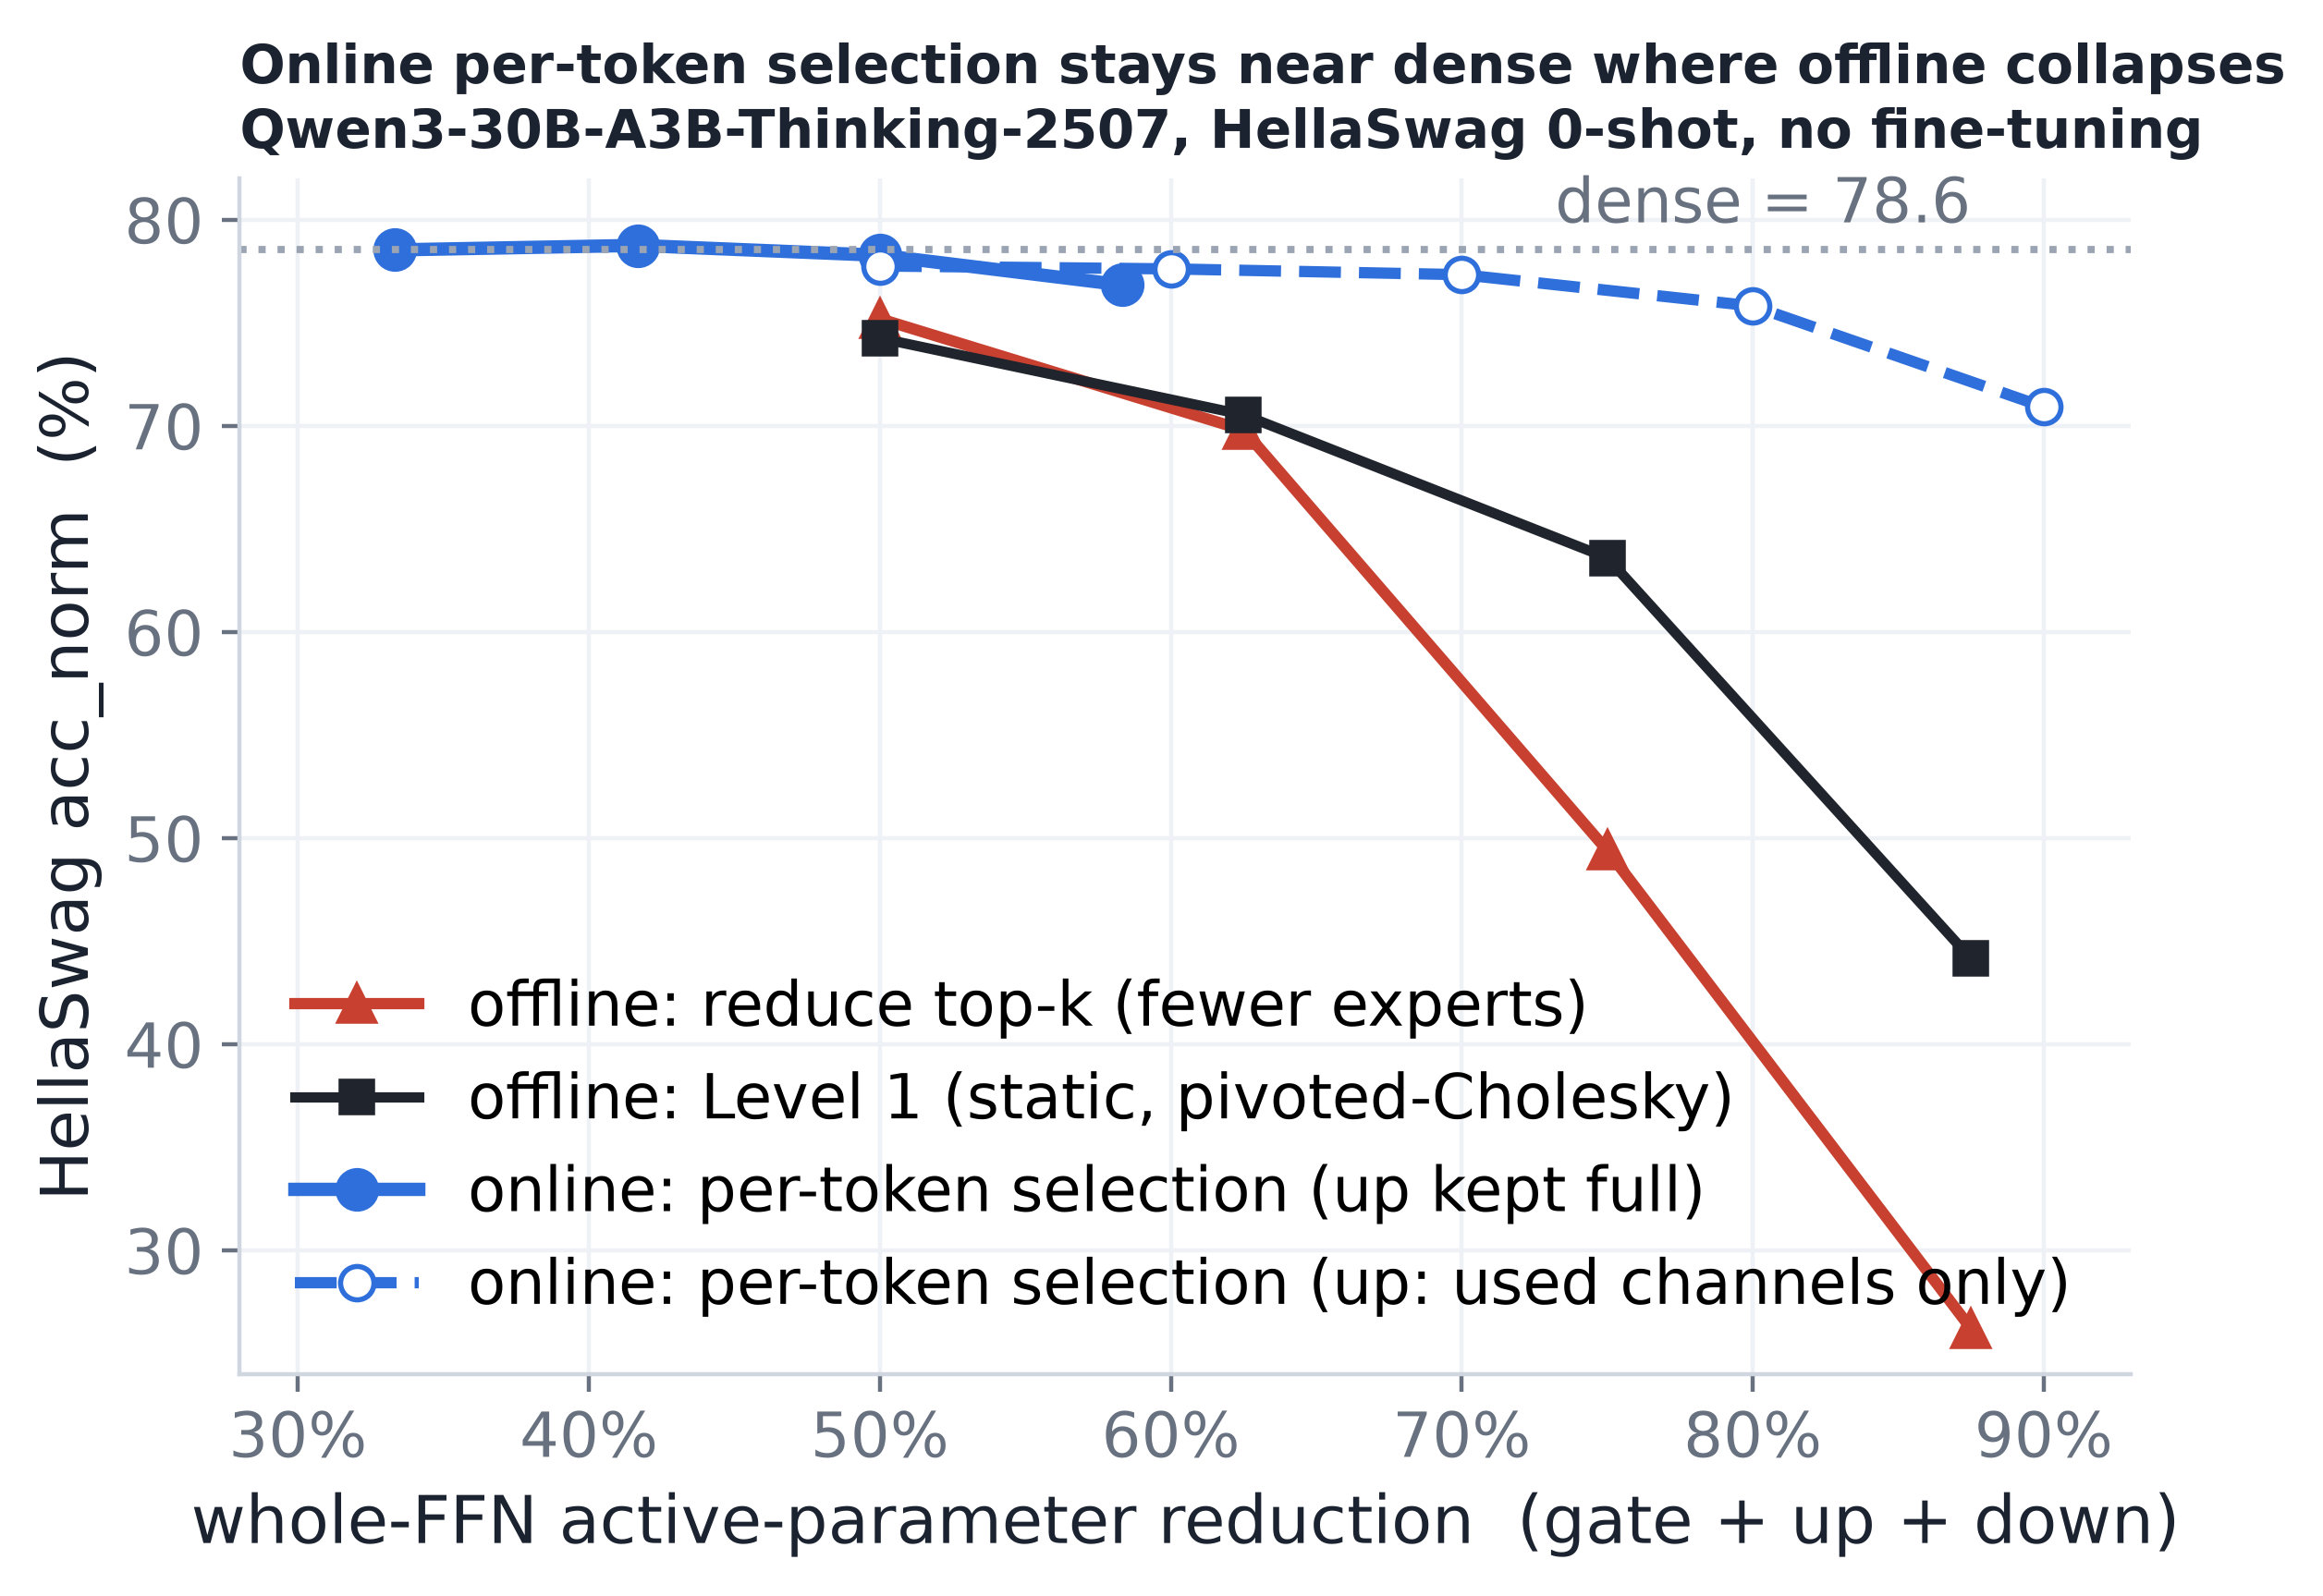 Online per-token selection stays near dense where offline collapses
Qwen3-30B-A3B-Thinking-2507, HellaSwag 0-shot, no fine-tuning
dense = 78.6
80
70
60
50
40
30
HellaSwag acc_norm (%)
offline: reduce top-k (fewer experts)
offline: Level 1 (static, pivoted-Cholesky)
online: per-token selection (up kept full)
online: per-token selection (up: used channels only)
30% 40% 50% 60% 70% 80% 90%
whole-FFN active-parameter reduction (gate + up + down)